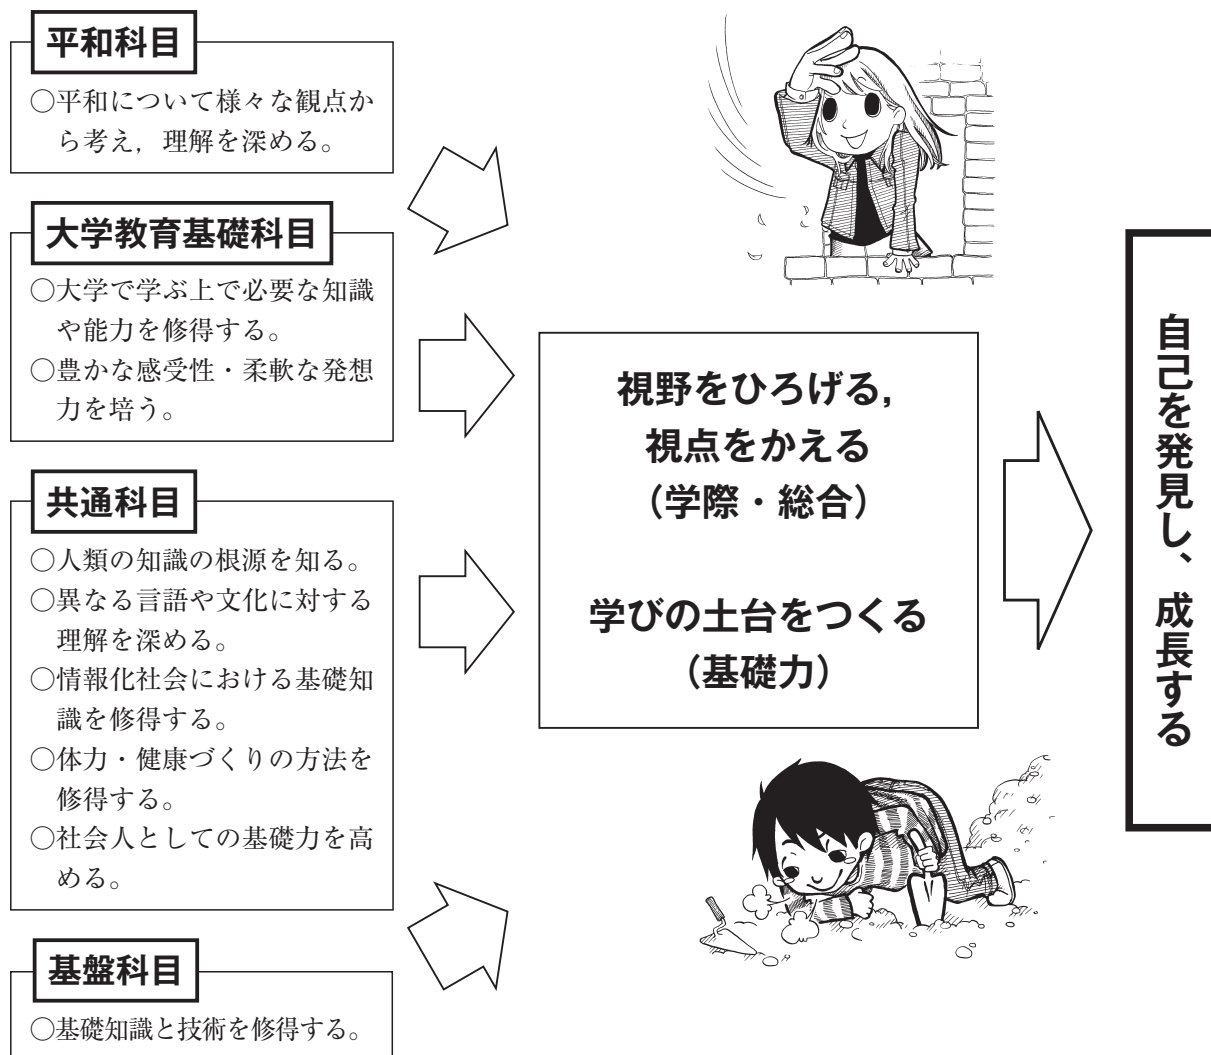 平和科目
○平和について様々な観点か
ら考え，理解を深める。
大学教育基礎科目
○大学で学ぶ上で必要な知識
や能力を修得する。
○豊かな感受性・柔軟な発想
力を培う。
共通科目
○人類の知識の根源を知る。
○異なる言語や文化に対する
理解を深める。
○情報化社会における基礎知
識を修得する。
○体力・健康づくりの方法を
修得する。
○社会人としての基礎力を高
める。
基盤科目
○基礎知識と技術を修得する。
視野をひろげる，
視点をかえる
（学際・総合）
学びの土台をつくる
（基礎力）
自己を発見し、成長する